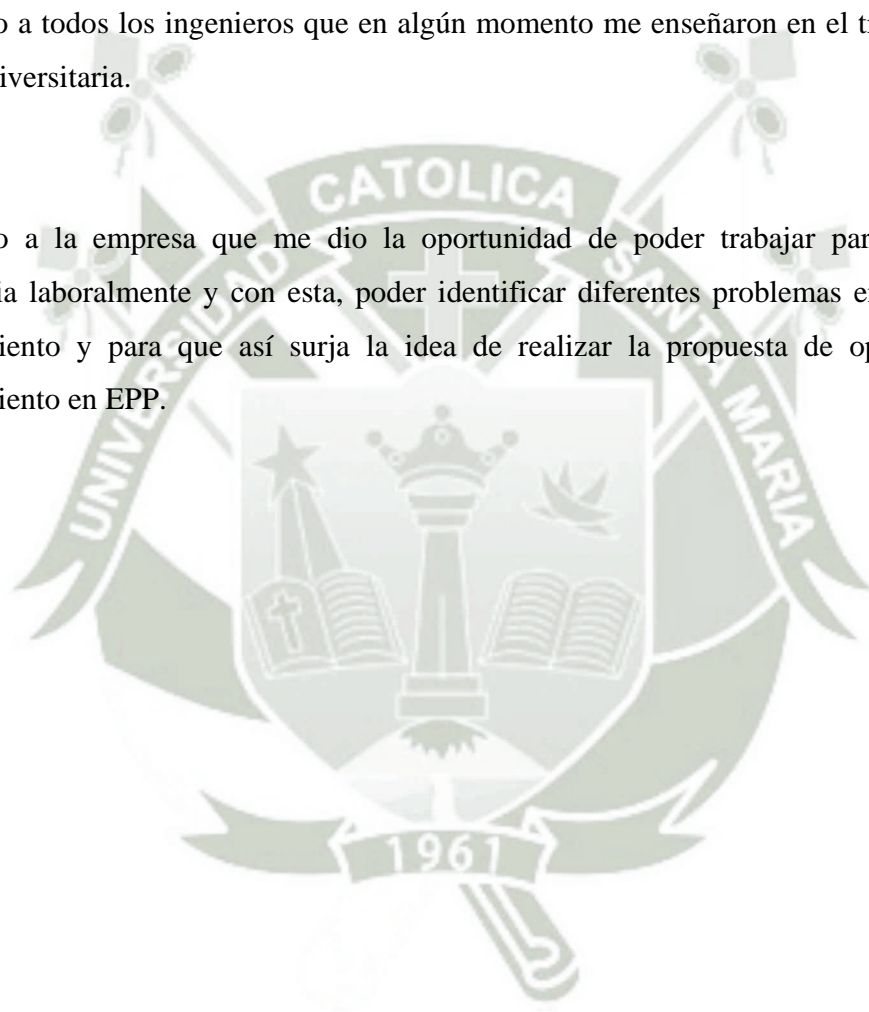 o a todos los ingenieros que en algún momento me enseñaron en el t
iversitaria.
o a la empresa que me dio la oportunidad de poder trabajar par
ia laboralmente y con esta, poder identificar diferentes problemas e
iento y para que así surja la idea de realizar la propuesta de op
iento en EPP.
UNIVERSIDAD CATOLICA SANTA MARIA
1961